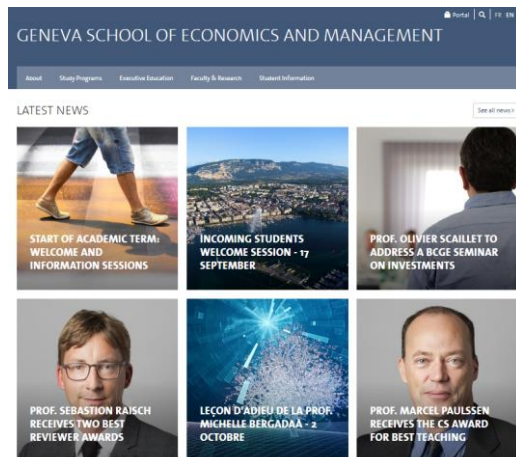 Portal FR EN
GENEVA SCHOOL OF ECONOMICS AND MANAGEMENT
About Study Programs Executive Education Faculty & Research Student Information
LATEST NEWS
See all news
START OF ACADEMIC TERM:
WELCOME AND
INFORMATION SESSIONS
INCOMING STUDENTS
WELCOME SESSION - 17
SEPTEMBER
PROF. OLIVIER SCAILLET TO
ADDRESS A BCGE SEMINAR
ON INVESTMENTS
PROF. SEBASTION RAISCH
RECEIVES TWO BEST
REVIEWER AWARDS
LEÇON D'ADIEU DE LA PROF.
MICHELLE BERGADAÀ - 2
OCTOBRE
PROF. MARCEL PAULSSEN
RECEIVES THE CS AWARD
FOR BEST TEACHING